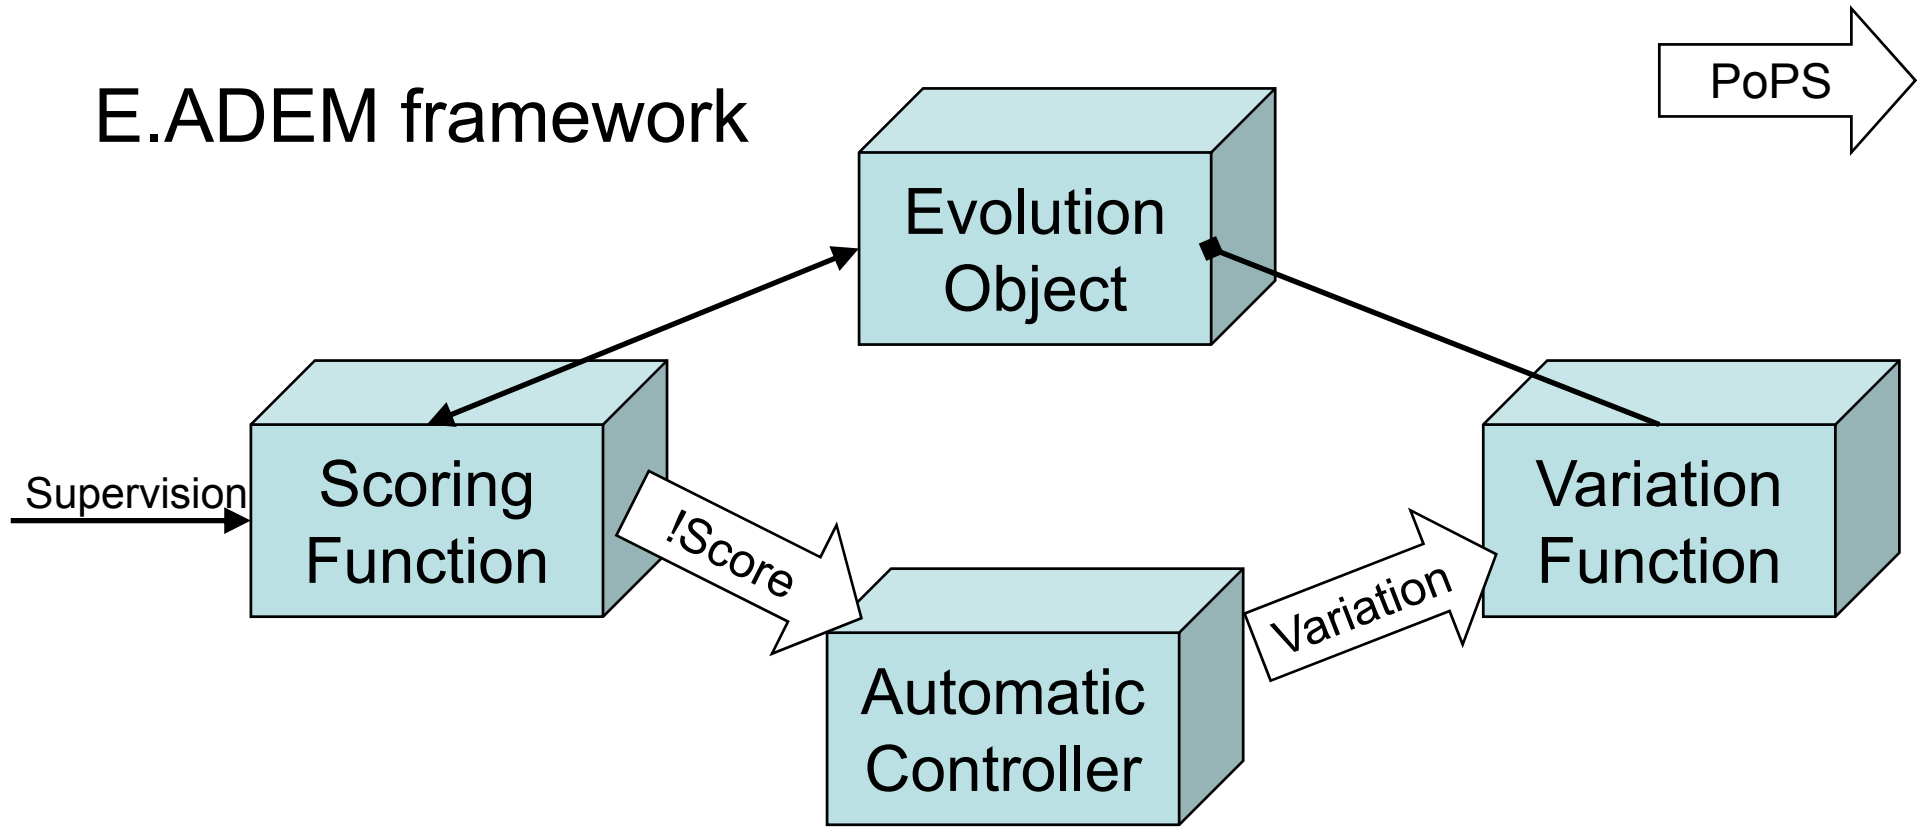 PoPS
E.ADEM framework
Evolution
Object
Supervision
Scoring
Function
!Score
Variation
Variation
Function
Automatic
Controller